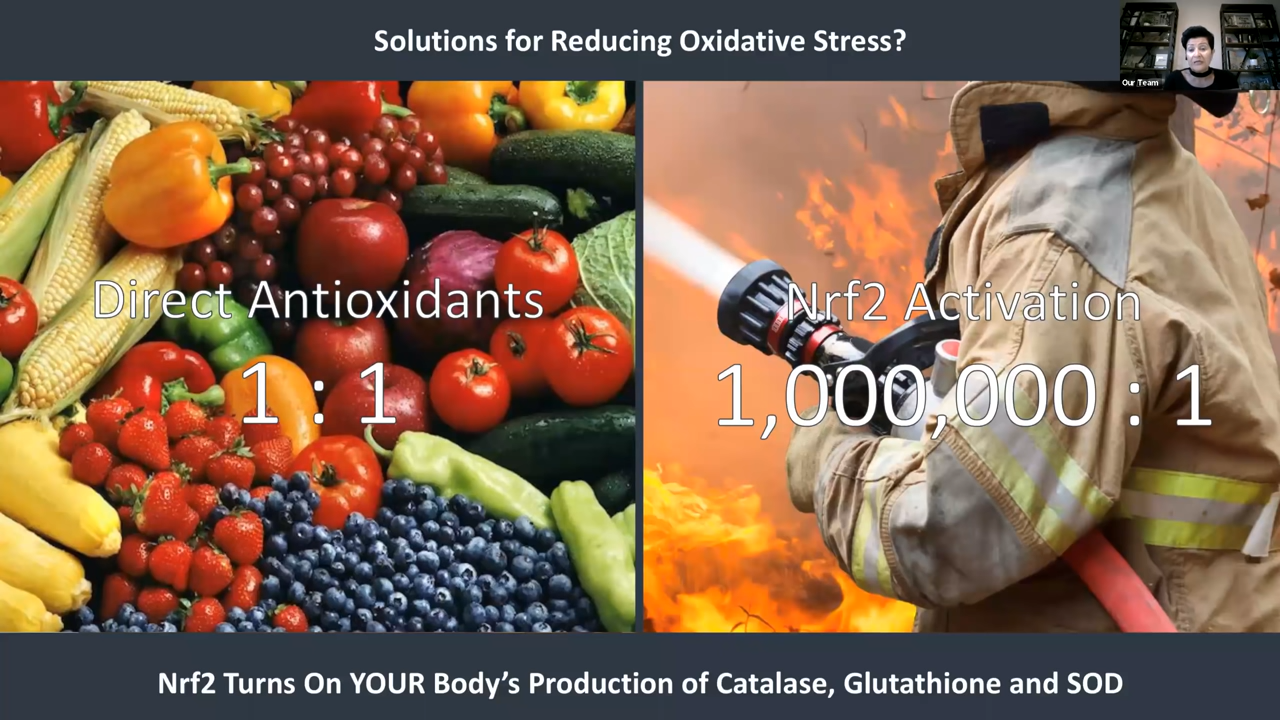 Solutions for Reducing Oxidative Stress?
Our Team
Direct Antioxidants
1 : 1
Nrf2 Activation
1,000,000 : 1
Nrf2 Turns On YOUR Body’s Production of Catalase, Glutathione and SOD